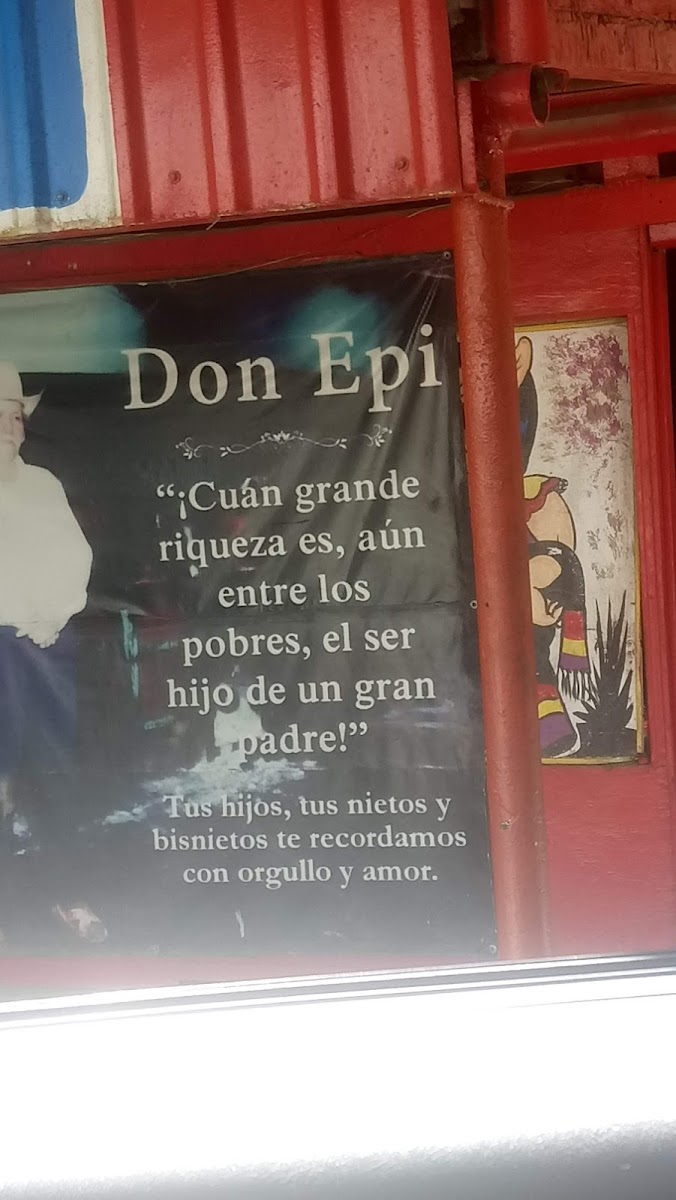 Don Epi
“¡Cuán grande
riqueza es, aún
entre los
pobres, el ser
hijo de un gran
padre!”
Tus hijos, tus nietos y
bisnietos te recordamos
con orgullo y amor.